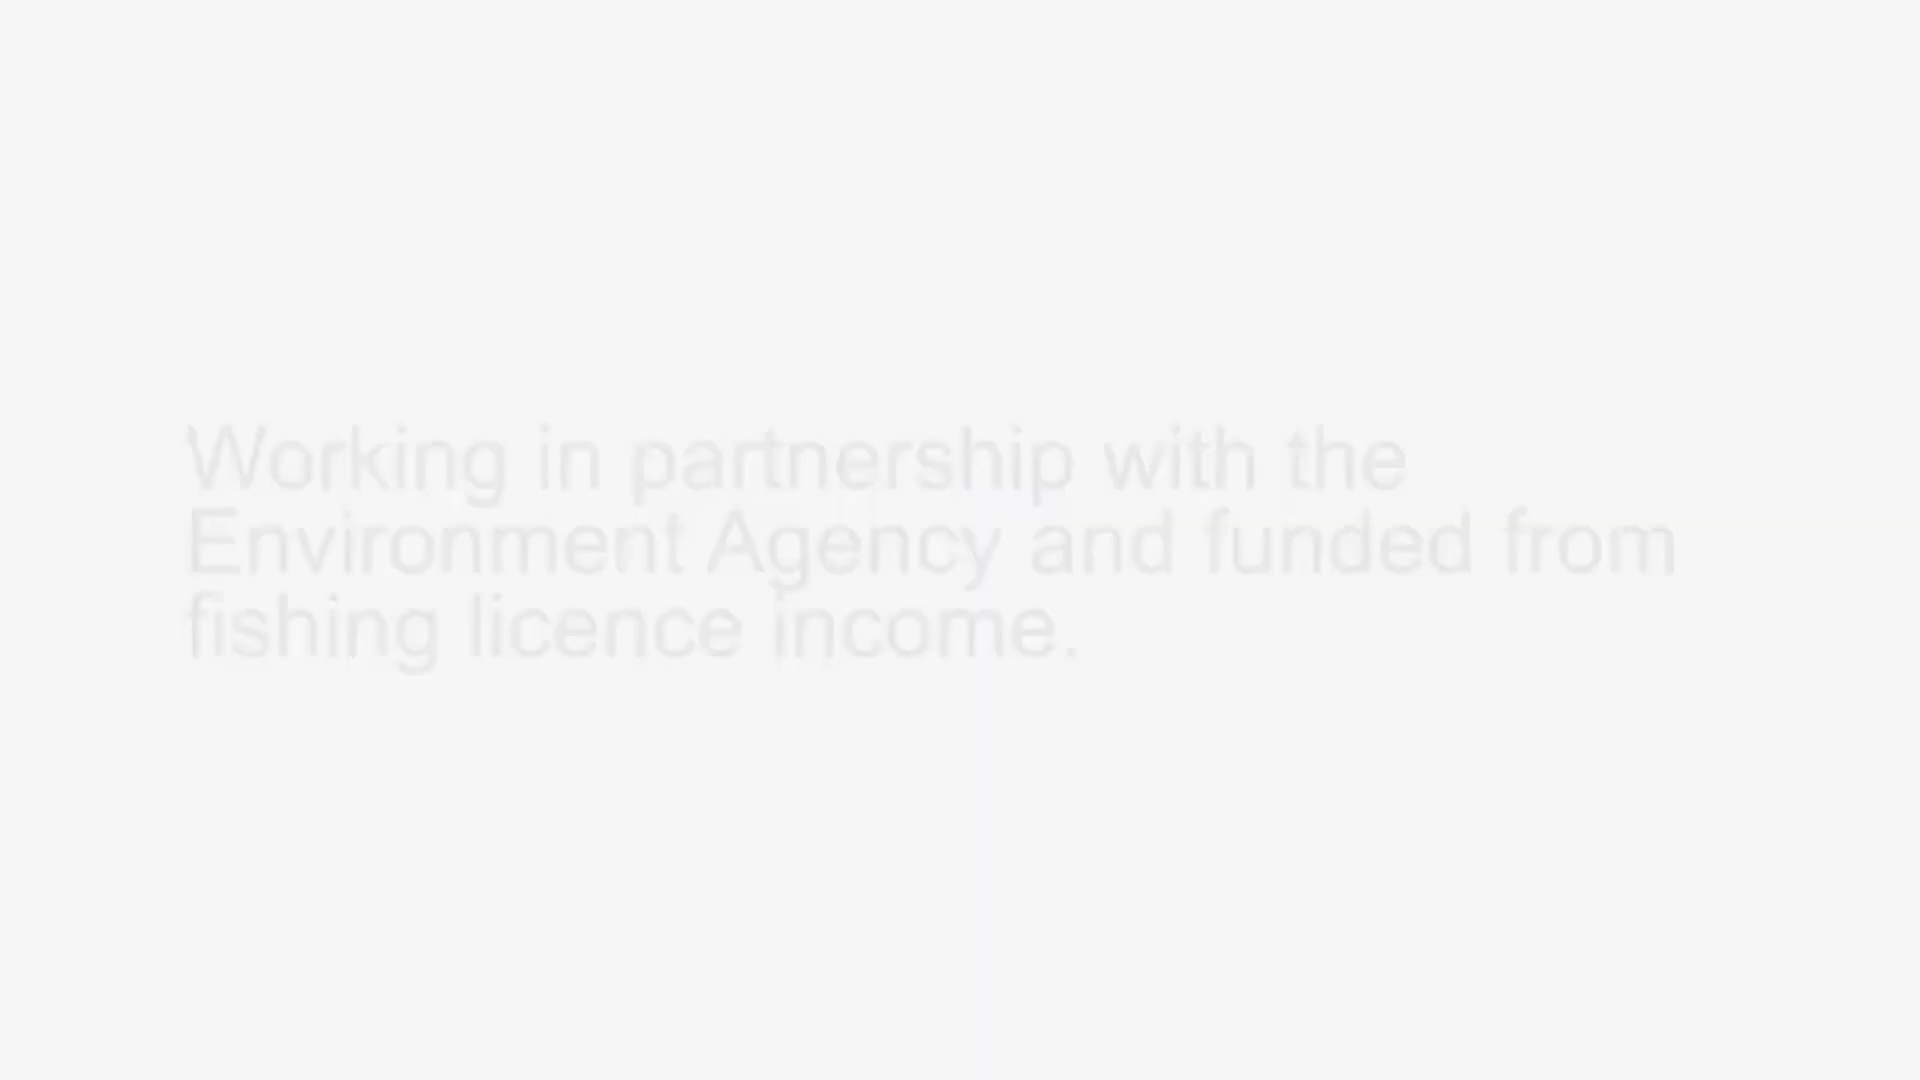 Working in partnership with the
Environment Agency and funded from
fishing licence income.